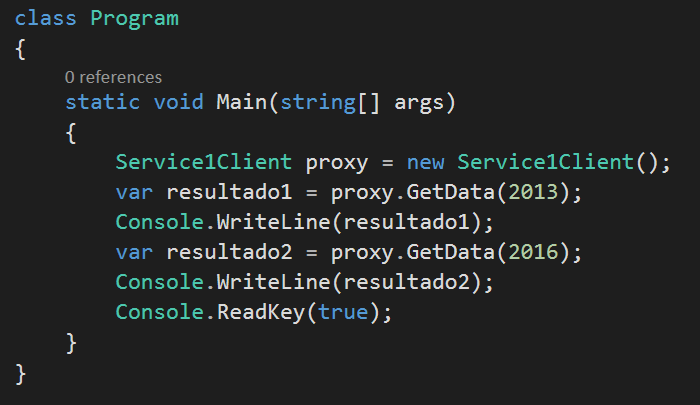 class Program
{
0 references
static void Main(string[] args)
{
Service1Client proxy = new Service1Client();
var resultado1 = proxy.GetData(2013);
Console.WriteLine(resultado1);
var resultado2 = proxy.GetData(2016);
Console.WriteLine(resultado2);
Console.ReadKey(true);
}
}